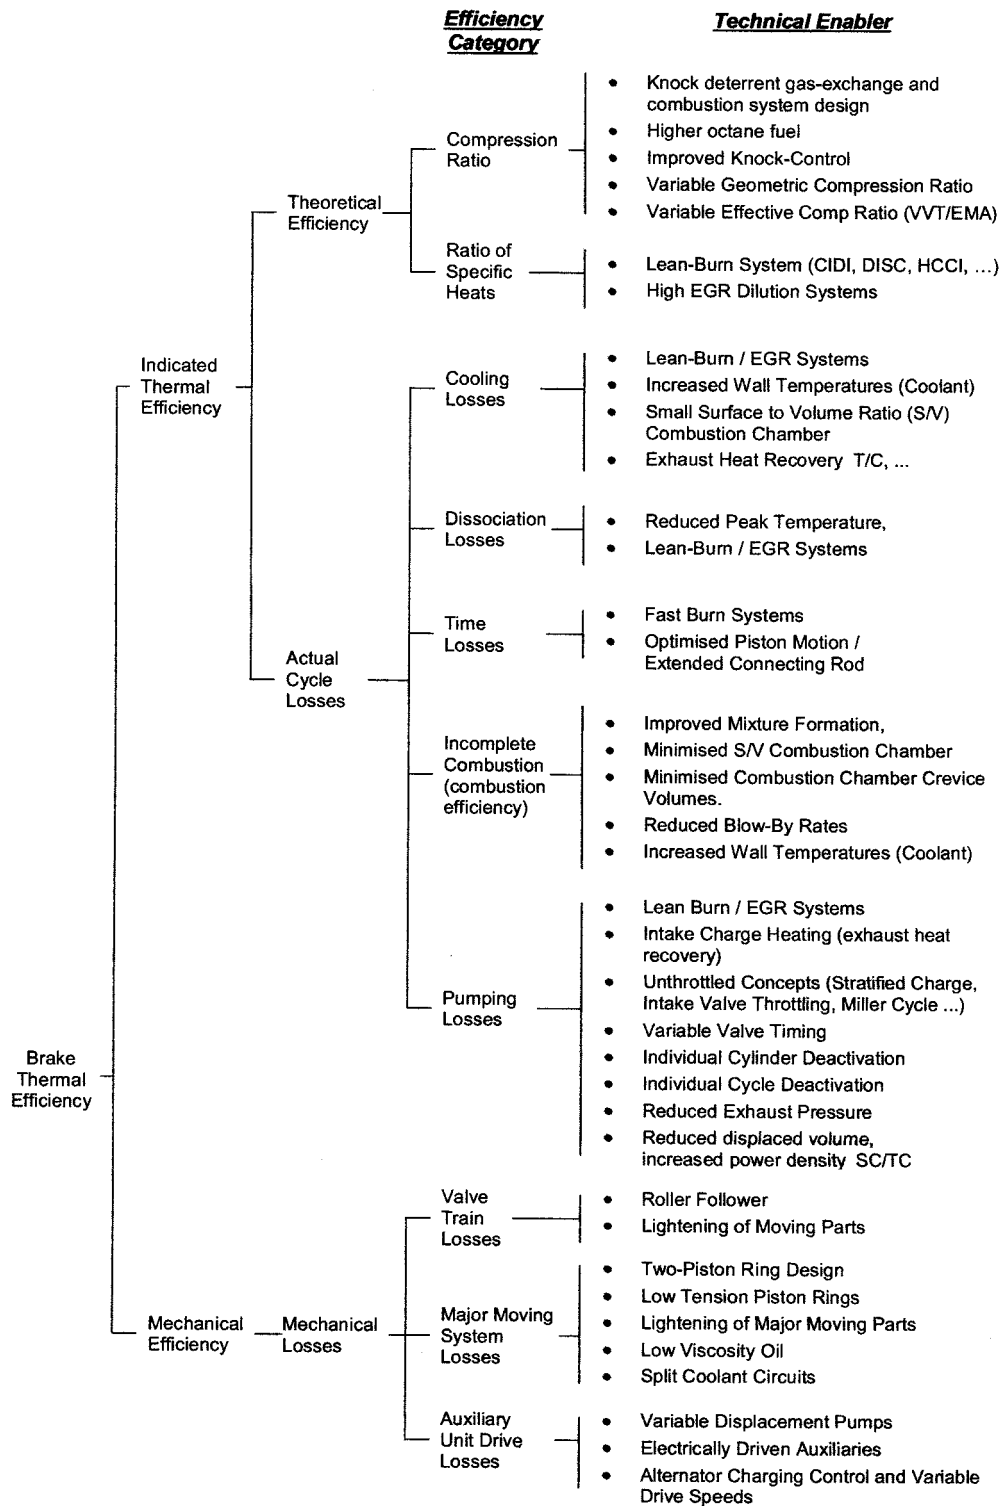 Efficiency
Category
Technical Enabler
Brake
Thermal
Efficiency
Indicated
Thermal
Efficiency
Theoretical
Efficiency
Compression
Ratio
• Knock deterrent gas-exchange and
combustion system design
• Higher octane fuel
• Improved Knock-Control
• Variable Geometric Compression Ratio
• Variable Effective Comp Ratio (VVT/EMA)
Ratio of
Specific
Heats
• Lean-Burn System (CIDI, DISC, HCCI, ...)
• High EGR Dilution Systems
Actual
Cycle
Losses
Cooling
Losses
• Lean-Burn / EGR Systems
• Increased Wall Temperatures (Coolant)
• Small Surface to Volume Ratio (S/V)
Combustion Chamber
• Exhaust Heat Recovery T/C, ...
Dissociation
Losses
• Reduced Peak Temperature,
• Lean-Burn / EGR Systems
Time
Losses
• Fast Burn Systems
• Optimised Piston Motion /
Extended Connecting Rod
Incomplete
Combustion
(combustion
efficiency)
• Improved Mixture Formation,
• Minimised S/V Combustion Chamber
• Minimised Combustion Chamber Crevice
Volumes.
• Reduced Blow-By Rates
• Increased Wall Temperatures (Coolant)
Pumping
Losses
• Lean Burn / EGR Systems
• Intake Charge Heating (exhaust heat
recovery)
• Unthrottled Concepts (Stratified Charge,
Intake Valve Throttling, Miller Cycle ...)
• Variable Valve Timing
• Individual Cylinder Deactivation
• Individual Cycle Deactivation
• Reduced Exhaust Pressure
• Reduced displaced volume,
increased power density SC/TC
Mechanical
Efficiency
Mechanical
Losses
Valve
Train
Losses
• Roller Follower
• Lightening of Moving Parts
Major Moving
System
Losses
• Two-Piston Ring Design
• Low Tension Piston Rings
• Lightening of Major Moving Parts
• Low Viscosity Oil
• Split Coolant Circuits
Auxiliary
Unit Drive
Losses
• Variable Displacement Pumps
• Electrically Driven Auxiliaries
• Alternator Charging Control and Variable
Drive Speeds